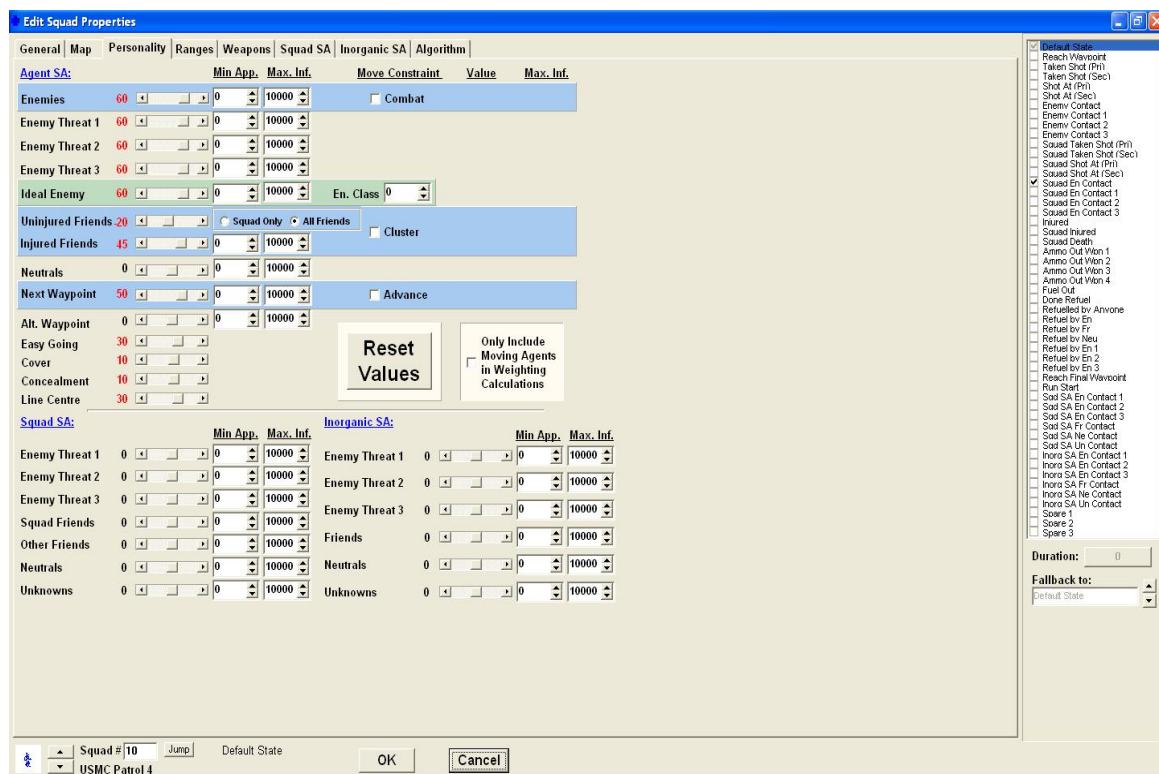 Edit Squad Properties
General Map Personality Ranges Weapons Squad SA Inorganic SA Algorithm
Agent SA: Min App. Max. Inf. Move Constraint Value Max. Inf.
Enemies 60 0 10000 Combat
Enemy Threat 1 60 0 10000
Enemy Threat 2 60 0 10000
Enemy Threat 3 60 0 10000
Ideal Enemy 60 0 10000 En. Class 0
Uninjured Friends -20 Squad Only All Friends
Cluster
Injured Friends 45 0 10000
Neutrals 0 0 10000
Next Waypoint 50 0 10000 Advance
Alt. Waypoint 0 0 10000
Easy Going 30
Cover 10
Concealment 10
Line Centre 30
Reset Values
Only Include
Moving Agents
in Weighting
Calculations
Squad SA:
Min App. Max. Inf.
Enemy Threat 1 0 0 10000
Enemy Threat 2 0 0 10000
Enemy Threat 3 0 0 10000
Squad Friends 0 0 10000
Other Friends 0 0 10000
Neutrals 0 0 10000
Unknowns 0 0 10000
Inorganic SA:
Min App. Max. Inf.
Enemy Threat 1 0 0 10000
Enemy Threat 2 0 0 10000
Enemy Threat 3 0 0 10000
Friends 0 0 10000
Neutrals 0 0 10000
Unknowns 0 0 10000
Default State
Reach Waypoint
Taken Shot (Pri)
Taken Shot (Sec)
Shot At (Pri)
Shot At (Sec)
Enemy Contact
Enemy Contact 1
Enemy Contact 2
Enemy Contact 3
Squad Taken Shot (Pri)
Squad Taken Shot (Sec)
Squad Shot At (Pri)
Squad Shot At (Sec)
Squad En Contact
Squad En Contact 1
Squad En Contact 2
Squad En Contact 3
Injured
Squad Injured
Squad Death
Ammo Out Wpn 1
Ammo Out Wpn 2
Ammo Out Wpn 3
Ammo Out Wpn 4
Fuel Out
Done Refuel
Refuelled by Anyone
Refuel by En
Refuel by Fr
Refuel by Neu
Refuel by En 1
Refuel by En 2
Refuel by En 3
Reach Final Waypoint
Run Start
Sqd SA En Contact 1
Sqd SA En Contact 2
Sqd SA En Contact 3
Sqd SA Fr Contact
Sqd SA Ne Contact
Sqd SA Un Contact
Inorg SA En Contact 1
Inorg SA En Contact 2
Inorg SA En Contact 3
Inorg SA Fr Contact
Inorg SA Ne Contact
Inorg SA Un Contact
Spare 1
Spare 2
Spare 3
Duration: 0
Fallback to:
Default State
Squad # 10 Jump Default State OK Cancel
USMC Patrol 4